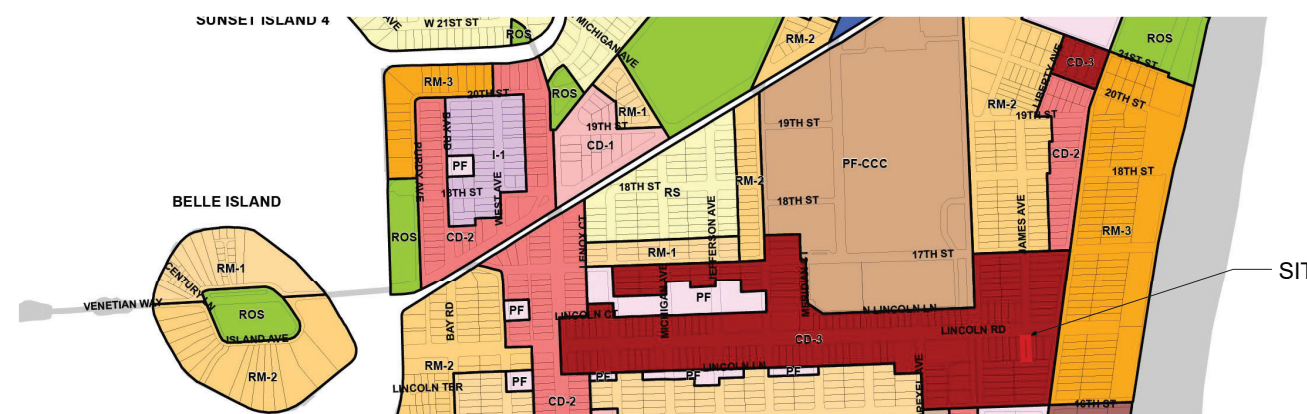 SUNSET ISLAND 4
AVE
W 21ST ST
ROS
MICHIGAN AVE
RM-2
ROS
CD-3
21ST ST
RM-3
20TH ST
BAY RD
ROS
RM-1
19TH ST
CD-1
LIBERTY AVE
20TH ST
RM-2
19TH ST
19TH ST
PURDY AVE
PF
I-1
18TH ST
WEST AVE
18TH ST
RS
RM-2
PF-CCC
CD-2
18TH ST
BELLE ISLAND
18TH ST
ROS
CD-2
LENOX CT
JEFFERSON AVE
JAMES AVE
RM-3
RM-1
17TH ST
RM-1
CENTURY LN
SIT
VENETIAN WAY
ROS
ISLAND AVE
RM-2
BAY RD
PF
LINCOLN CT
MICHIGAN AVE
PF
MERIDIAN CT
N LINCOLN LN
LINCOLN RD
CD-3
RM-2
LINCOLN TER
PF
PF
LINCOLN LN
PF
PF
CD-2
REXEL AVE
16TH ST